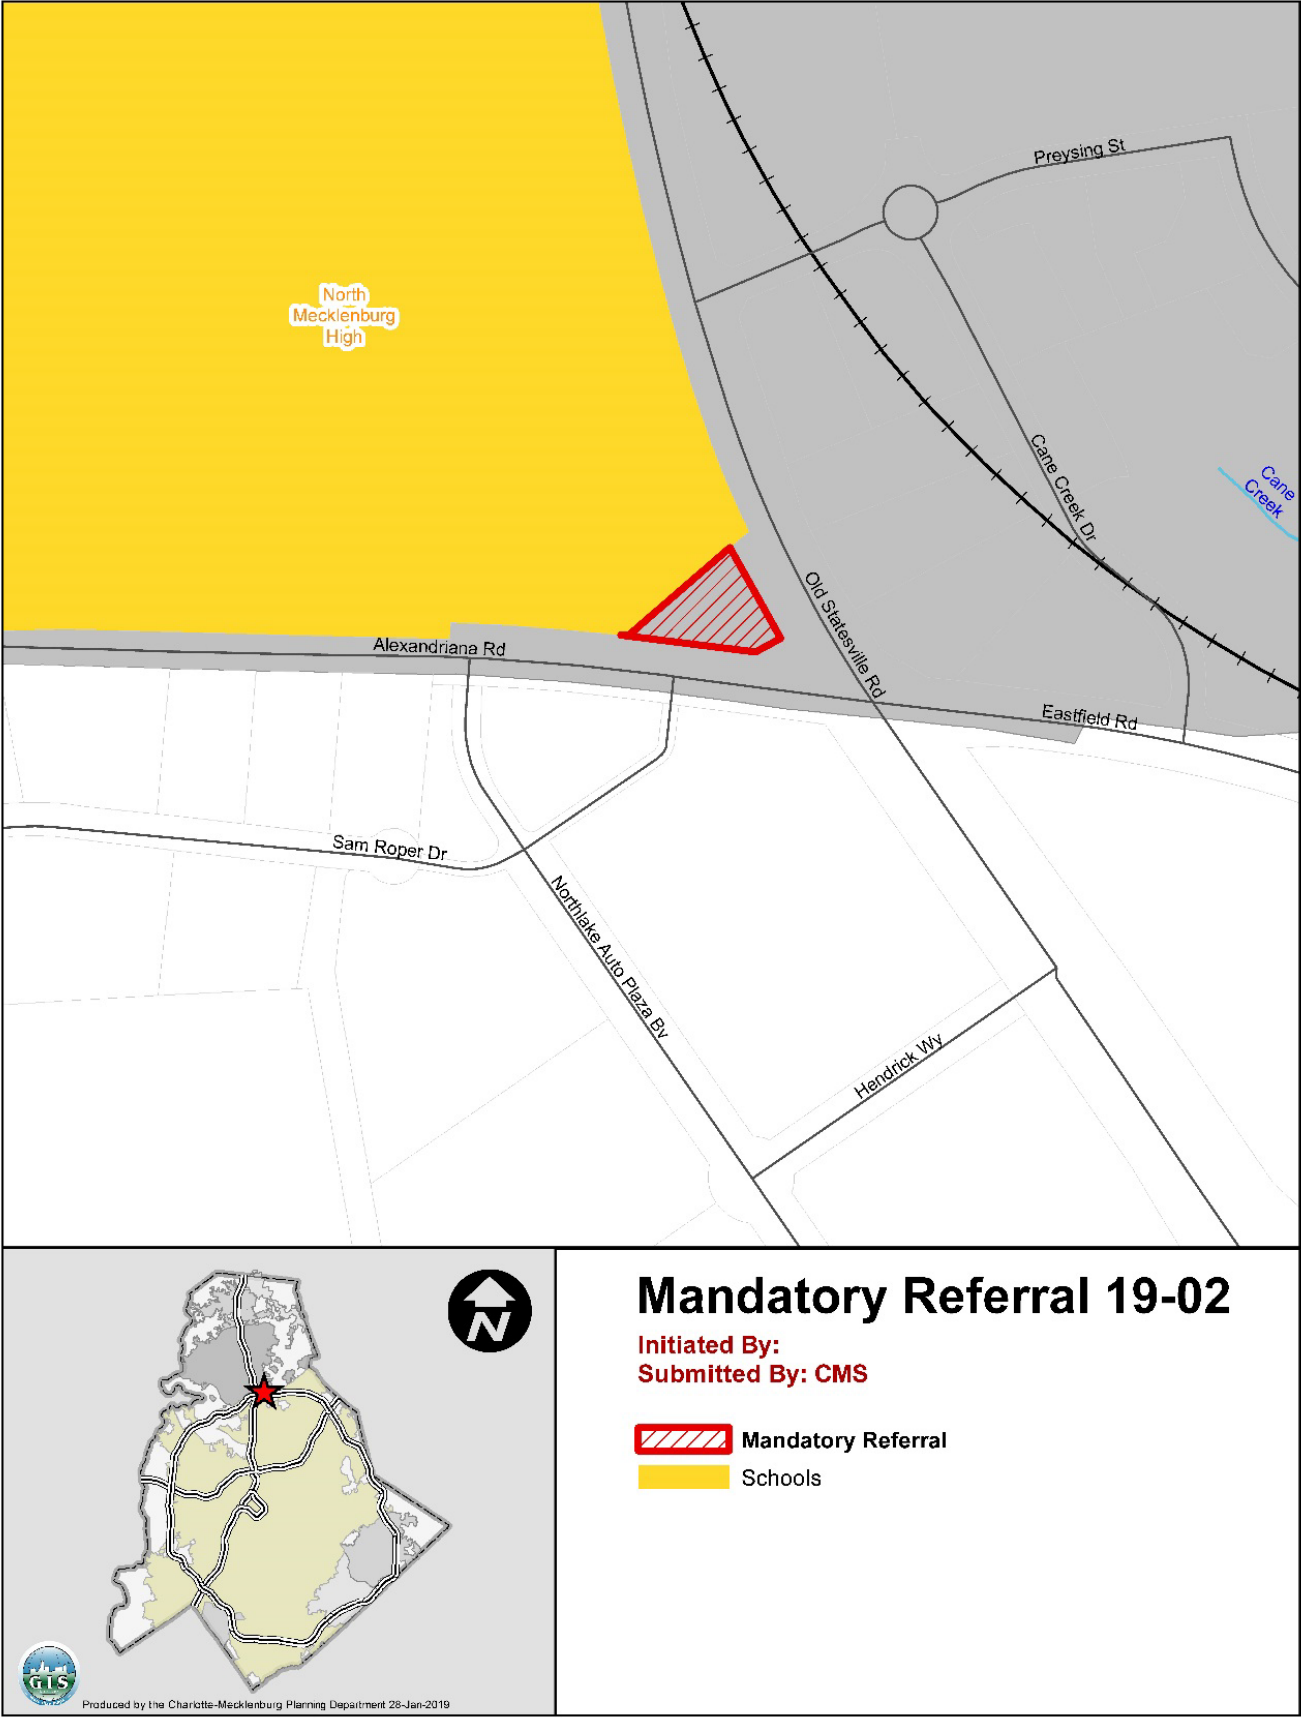 Preysing St
North
Mecklenburg
High
Cane Creek Dr
Cane
Creek
Old Statesville Rd
Alexandriana Rd
Eastfield Rd
Sam Roper Dr
Northlake Auto Plaza Bv
Hendrick Wy
N
Mandatory Referral 19-02
Initiated By:
Submitted By: CMS
Mandatory Referral
Schools
GIS
Produced by the Charlotte-Mecklenburg Planning Department 28-Jan-2019